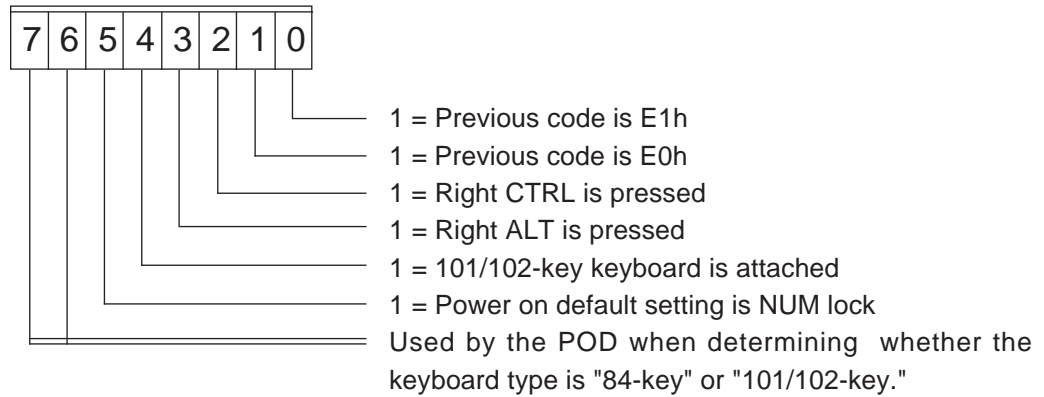 7 6 5 4 3 2 1 0
1 = Previous code is E1h
1 = Previous code is E0h
1 = Right CTRL is pressed
1 = Right ALT is pressed
1 = 101/102-key keyboard is attached
1 = Power on default setting is NUM lock
Used by the POD when determining whether the
keyboard type is "84-key" or "101/102-key."